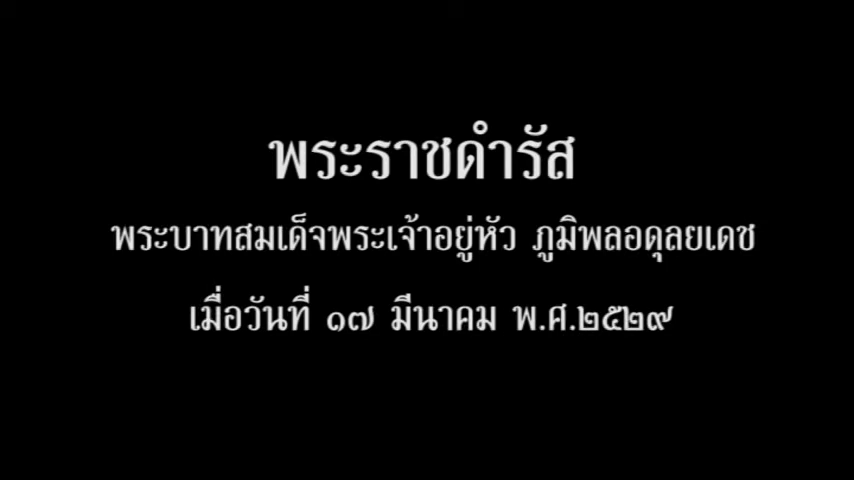 พระราชดำรัส
พระบาทสมเด็จพระเจ้าอยู่หัว ภูมิพลอดุลยเดช
เมื่อวันที่ ๑๗ มีนาคม พ.ศ.๒๕๒๙